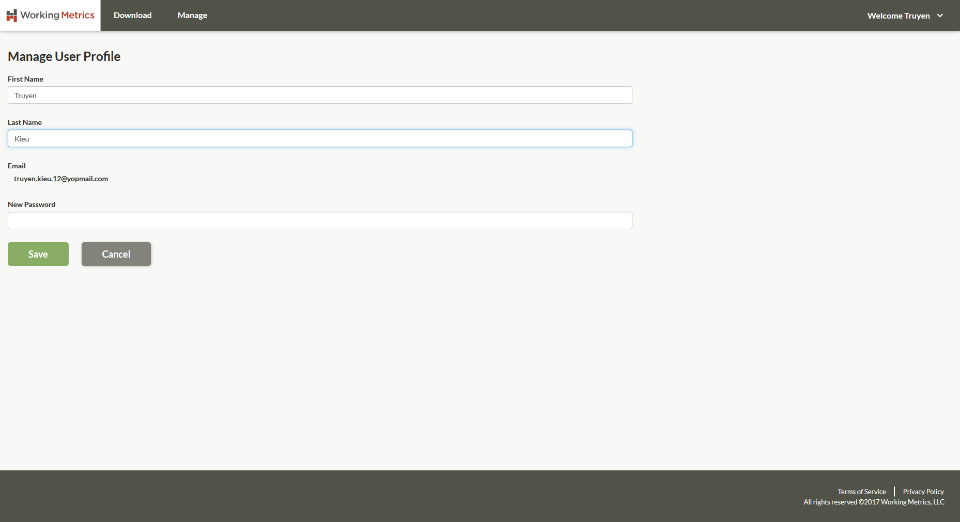 Working Metrics Download Manage Welcome Truyen
Manage User Profile
First Name
Truyen
Last Name
Kieu
Email
truyen.kieu.12@yopmail.com
New Password
Save Cancel
Terms of Service | Privacy Policy
All rights reserved ©2017 Working Metrics, LLC